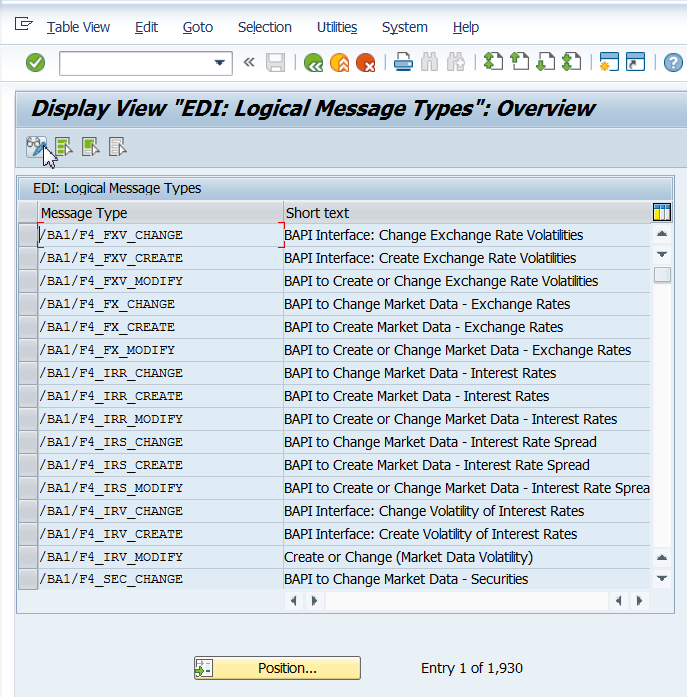 Table View Edit Goto Selection Utilities System Help
Display View "EDI: Logical Message Types": Overview
EDI: Logical Message Types
Message Type Short text
/BA1/F4_FXV_CHANGE BAPI Interface: Change Exchange Rate Volatilities
/BA1/F4_FXV_CREATE BAPI Interface: Create Exchange Rate Volatilities
/BA1/F4_FXV_MODIFY BAPI to Create or Change Exchange Rate Volatilities
/BA1/F4_FX_CHANGE BAPI to Change Market Data - Exchange Rates
/BA1/F4_FX_CREATE BAPI to Create Market Data - Exchange Rates
/BA1/F4_FX_MODIFY BAPI to Create or Change Market Data - Exchange Rates
/BA1/F4_IRR_CHANGE BAPI to Change Market Data - Interest Rates
/BA1/F4_IRR_CREATE BAPI to Create Market Data - Interest Rates
/BA1/F4_IRR_MODIFY BAPI to Create or Change Market Data - Interest Rates
/BA1/F4_IRS_CHANGE BAPI to Change Market Data - Interest Rate Spread
/BA1/F4_IRS_CREATE BAPI to Create Market Data - Interest Rate Spread
/BA1/F4_IRS_MODIFY BAPI to Create or Change Market Data - Interest Rate Sprea
/BA1/F4_IRV_CHANGE BAPI Interface: Change Volatility of Interest Rates
/BA1/F4_IRV_CREATE BAPI Interface: Create Volatility of Interest Rates
/BA1/F4_IRV_MODIFY Create or Change (Market Data Volatility)
/BA1/F4_SEC_CHANGE BAPI to Change Market Data - Securities
Position... Entry 1 of 1,930